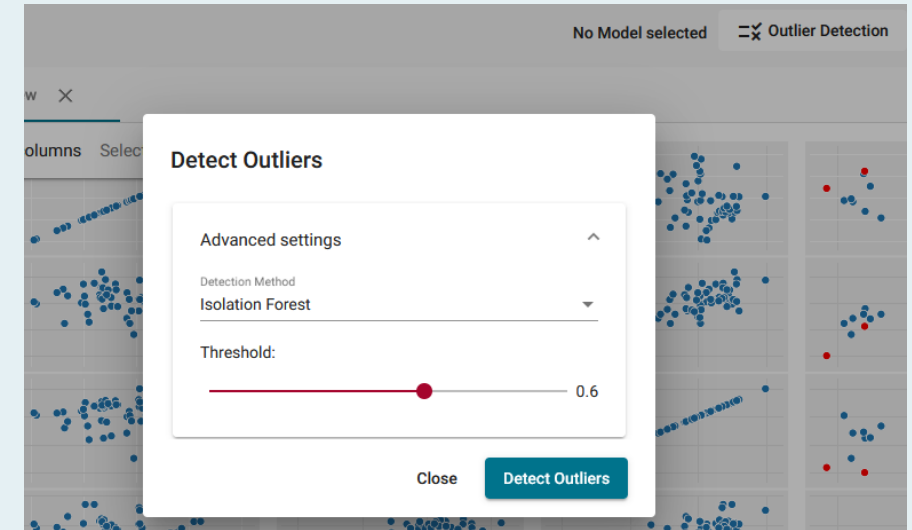 No Model selected
Outlier Detection
w
olumns Selec
Detect Outliers
Advanced settings
Detection Method
Isolation Forest
Threshold:
0.6
Close
Detect Outliers